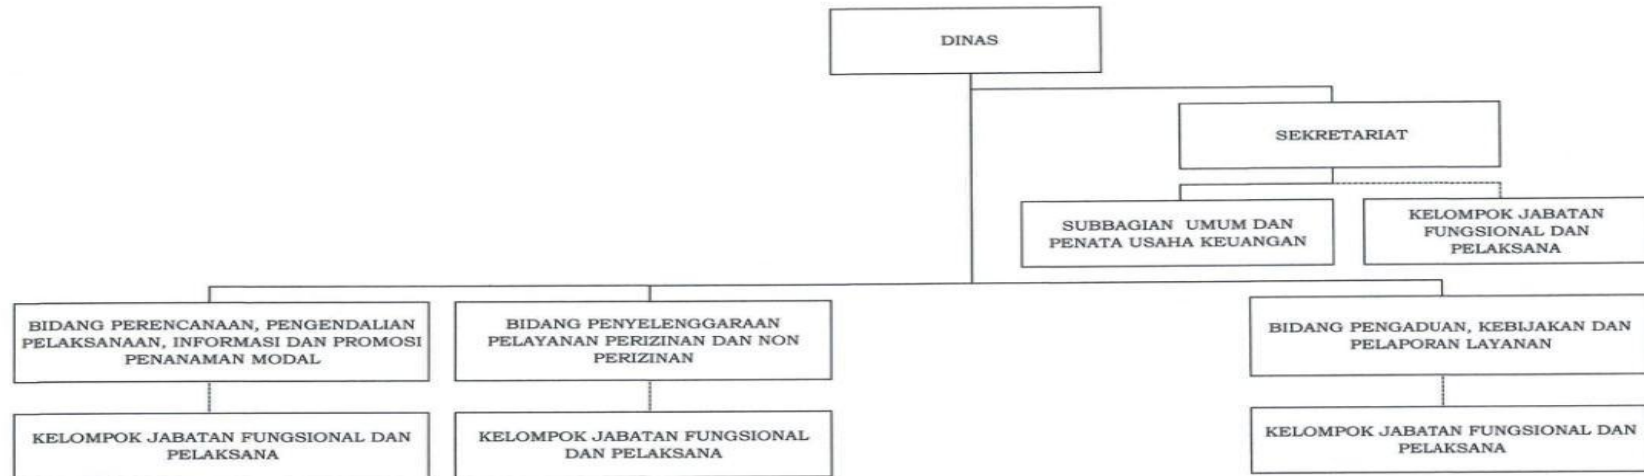 DINAS
SEKRETARIAT
SUBBAGIAN UMUM DAN
PENATA USAHA KEUANGAN
KELOMPOK JABATAN
FUNGSIONAL DAN
PELAKSANA
BIDANG PERENCANAAN, PENGENDALIAN
PELAKSANAAN, INFORMASI DAN PROMOSI
PENANAMAN MODAL
BIDANG PENYELENGGARAAN
PELAYANAN PERIZINAN DAN NON
PERIZINAN
BIDANG PENGADUAN, KEBIJAKAN DAN
PELAPORAN LAYANAN
KELOMPOK JABATAN FUNGSIONAL DAN
PELAKSANA
KELOMPOK JABATAN FUNGSIONAL
DAN PELAKSANA
KELOMPOK JABATAN FUNGSIONAL DAN
PELAKSANA